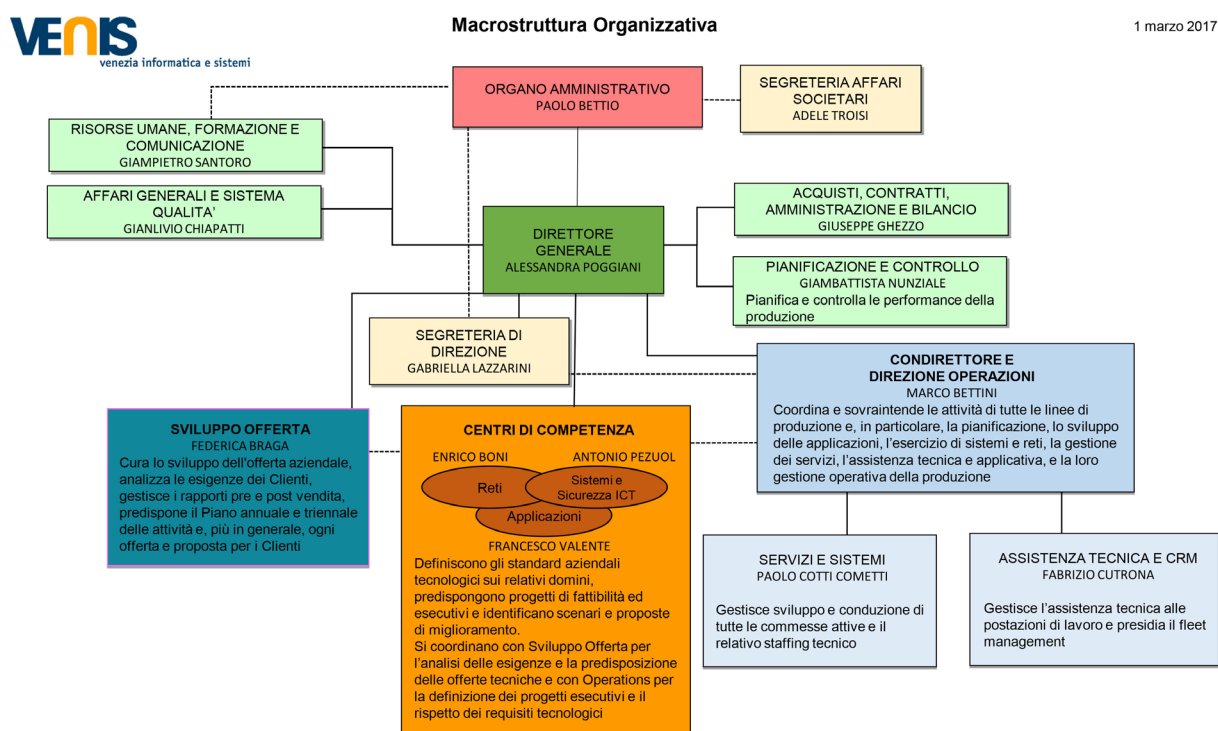 VENIS
venezia informatica e sistemi
Macrostruttura Organizzativa
1 marzo 2017
ORGANO AMMINISTRATIVO
PAOLO BETTIO
SEGRETERIA AFFARI
SOCIETARI
ADELE TROISI
RISORSE UMANE, FORMAZIONE E
COMUNICAZIONE
GIAMPIETRO SANTORO
AFFARI GENERALI E SISTEMA
QUALITA’
GIANLIVIO CHIAPATTI
DIRETTORE
GENERALE
ALESSANDRA POGGIANI
ACQUISTI, CONTRATTI,
AMMINISTRAZIONE E BILANCIO
GIUSEPPE GHEZZO
PIANIFICAZIONE E CONTROLLO
GIAMBATTISTA NUNZIALE
Pianifica e controlla le performance della
produzione
SEGRETERIA DI
DIREZIONE
GABRIELLA LAZZARINI
CONDIRETTORE E
DIREZIONE OPERAZIONI
MARCO BETTINI
Coordina e sovraintende le attività di tutte le linee di
produzione e, in particolare, la pianificazione, lo sviluppo
delle applicazioni, l’esercizio di sistemi e reti, la gestione
dei servizi, l’assistenza tecnica e applicativa, e la loro
gestione operativa della produzione
SVILUPPO OFFERTA
FEDERICA BRAGA
Cura lo sviluppo dell'offerta aziendale,
analizza le esigenze dei Clienti,
gestisce i rapporti pre e post vendita,
predispone il Piano annuale e triennale
delle attività e, più in generale, ogni
offerta e proposta per i Clienti
CENTRI DI COMPETENZA
ENRICO BONI
ANTONIO PEZUOL
Reti
Sistemi e
Sicurezza ICT
Applicazioni
FRANCESCO VALENTE
Definiscono gli standard aziendali
tecnologici sui relativi domini,
predispongono progetti di fattibilità ed
esecutivi e identificano scenari e proposte
di miglioramento.
Si coordinano con Sviluppo Offerta per
l’analisi delle esigenze e la predisposizione
delle offerte tecniche e con Operations per
la definizione dei progetti esecutivi e il
rispetto dei requisiti tecnologici
SERVIZI E SISTEMI
PAOLO COTTI COMETTI
Gestisce sviluppo e conduzione di
tutte le commesse attive e il
relativo staffing tecnico
ASSISTENZA TECNICA E CRM
FABRIZIO CUTRONA
Gestisce l’assistenza tecnica alle
postazioni di lavoro e presidia il fleet
management